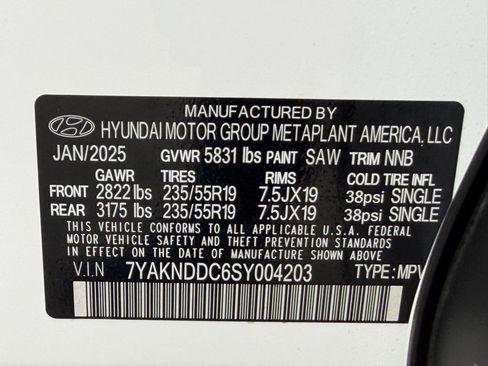 MANUFACTURED BY
HYUNDAI MOTOR GROUP METAPLANT AMERICA, LLC
JAN/2025 GVWR 5831 lbs PAINT SAW TRIM NNB
GAWR TIRES RIMS COLD TIRE INFL
FRONT 2822 lbs 235/55R19 7.5JX19 38psi SINGLE
REAR 3175 lbs 235/55R19 7.5JX19 38psi SINGLE
THIS VEHICLE CONFORMS TO ALL APPLICABLE U.S.A. FEDERAL
MOTOR VEHICLE SAFETY AND THEFT PREVENTION STANDARDS
IN EFFECT ON THE DATE OF MANUFACTURE SHOWN ABOVE.
V.I.N 7YAKNDDC6SY004203 TYPE: MPV